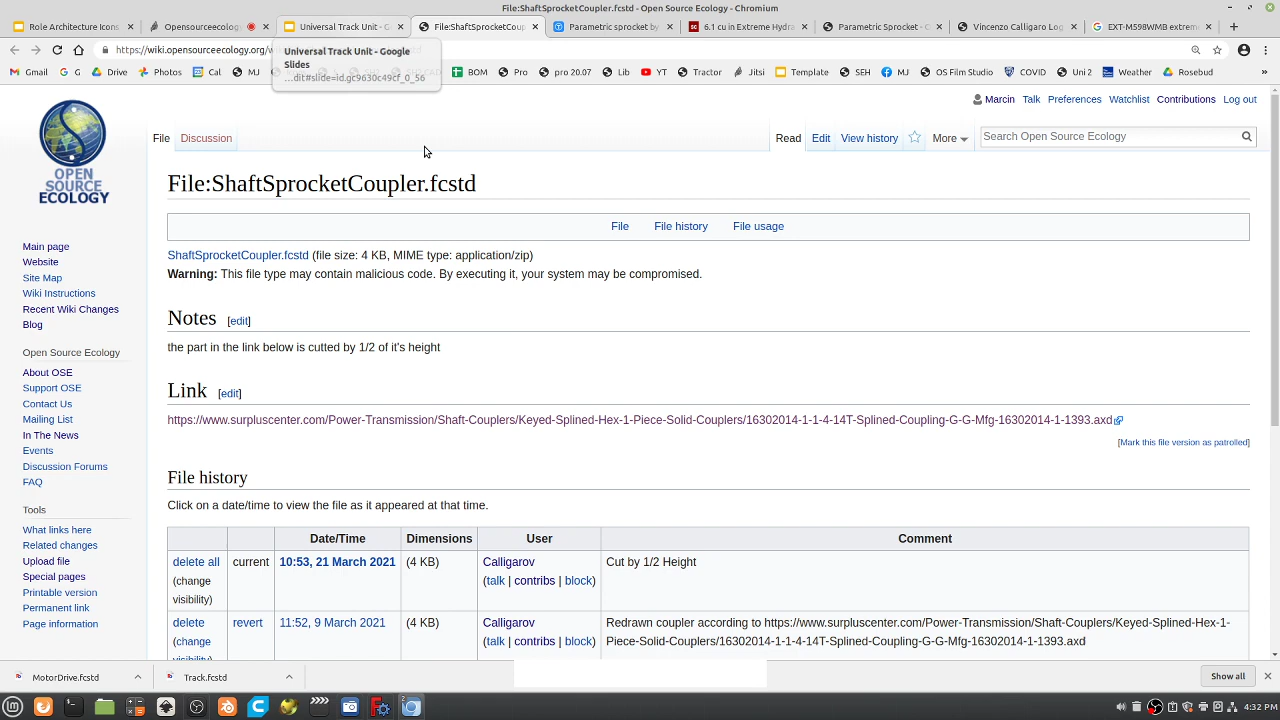 ShaftSprocketCoupler.fcstd - Open Source Ecology - Chromium
Role Architecture Icons
Opensourceecology
Universal Track Unit - G
File:ShaftSprocketCoup
Parametric sprocket by
6.1 cu in Extreme Hydra
Parametric Sprocket - G
Vincenzo Calligaro Log
EXTM598WMB extreme
https://wiki.opensourceecology.org/w
Universal Track Unit - Google
Slides
...dit#slide=id.gc9630c49cf_0_56
Gmail
G
Drive
Photos
Cal
MJ
BOM
Pro
pro 20.07
Lib
YT
Tractor
Jitsi
Template
SEH
MJ
OS Film Studio
COVID
Uni 2
Weather
Rosebud
»
Marcin Talk Preferences Watchlist Contributions Log out
File Discussion
Read Edit View history More
Search Open Source Ecology
OPEN
SOURCE
ECOLOGY
File:ShaftSprocketCoupler.fcstd
File File history File usage
ShaftSprocketCoupler.fcstd (file size: 4 KB, MIME type: application/zip)
Warning: This file type may contain malicious code. By executing it, your system may be compromised.
Notes [edit]
the part in the link below is cutted by 1/2 of it's height
Link [edit]
https://www.surpluscenter.com/Power-Transmission/Shaft-Couplers/Keyed-Splined-Hex-1-Piece-Solid-Couplers/16302014-1-1-4-14T-Splined-Coupling-G-G-Mfg-16302014-1-1393.axd
[Mark this file version as patrolled]
File history
Click on a date/time to view the file as it appeared at that time.
Date/Time Dimensions User Comment
delete all current 10:53, 21 March 2021 (4 KB) Calligarov Cut by 1/2 Height
(change (talk | contribs | block)
visibility)
delete revert 11:52, 9 March 2021 (4 KB) Calligarov Redrawn coupler according to https://www.surpluscenter.com/Power-Transmission/Shaft-Couplers/Keyed-Splined-Hex-1-
(change (talk | contribs | block) Piece-Solid-Couplers/16302014-1-1-4-14T-Splined-Coupling-G-G-Mfg-16302014-1-1393.axd
visibility)
Main page
Website
Site Map
Wiki Instructions
Recent Wiki Changes
Blog
Open Source Ecology
About OSE
Support OSE
Contact Us
Mailing List
In The News
Events
Discussion Forums
FAQ
Tools
What links here
Related changes
Upload file
Special pages
Printable version
Permanent link
Page information
MotorDrive.fcstd
Track.fcstd
Show all
2
4:32 PM